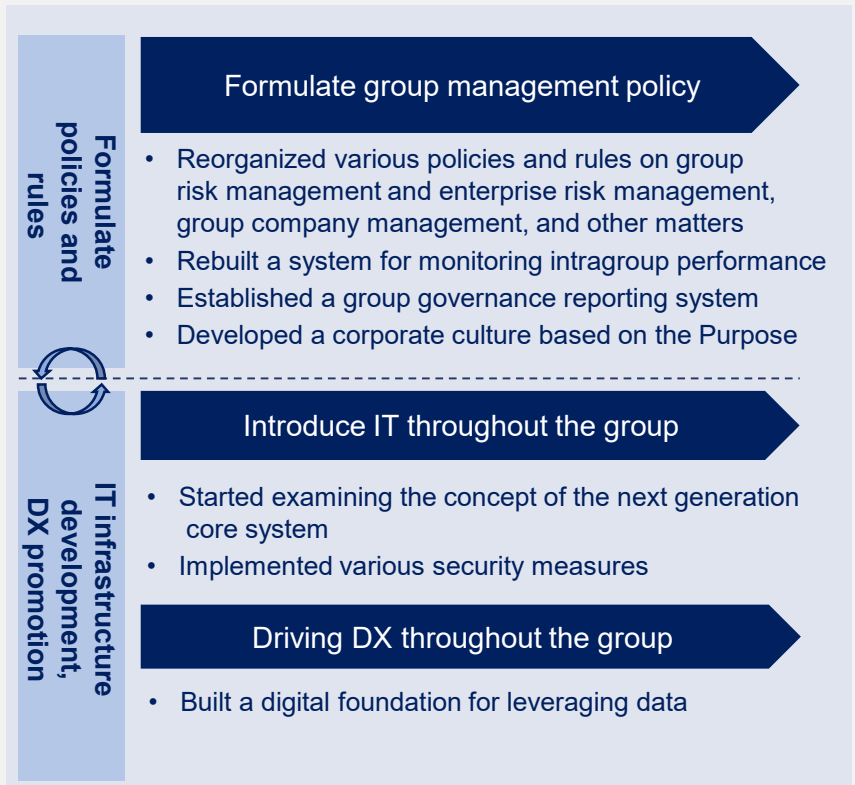 Formulate
policies and
rules
Formulate group management policy
• Reorganized various policies and rules on group
risk management and enterprise risk management,
group company management, and other matters
• Rebuilt a system for monitoring intragroup performance
• Established a group governance reporting system
• Developed a corporate culture based on the Purpose
IT infrastructure
development,
DX promotion
Introduce IT throughout the group
• Started examining the concept of the next generation
core system
• Implemented various security measures
Driving DX throughout the group
• Built a digital foundation for leveraging data